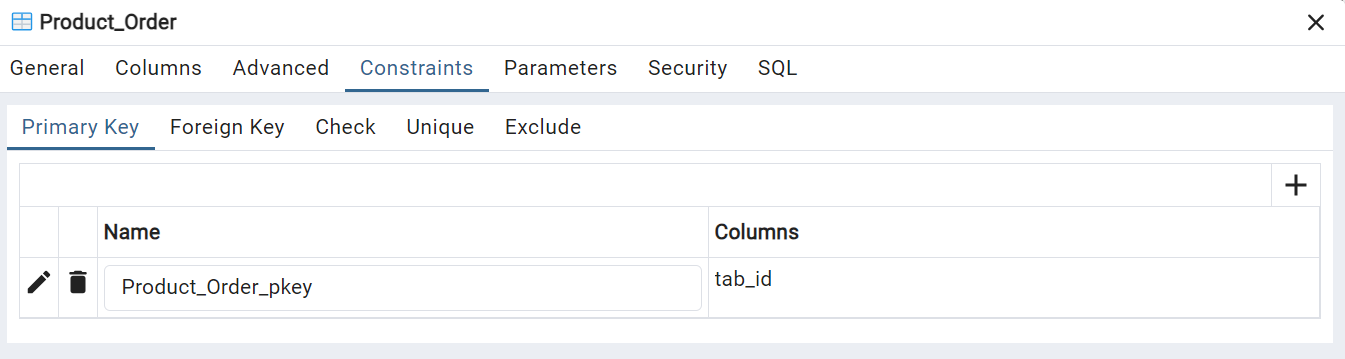 Product_Order
General Columns Advanced Constraints Parameters Security SQL
Primary Key Foreign Key Check Unique Exclude
Name Columns
Product_Order_pkey tab_id